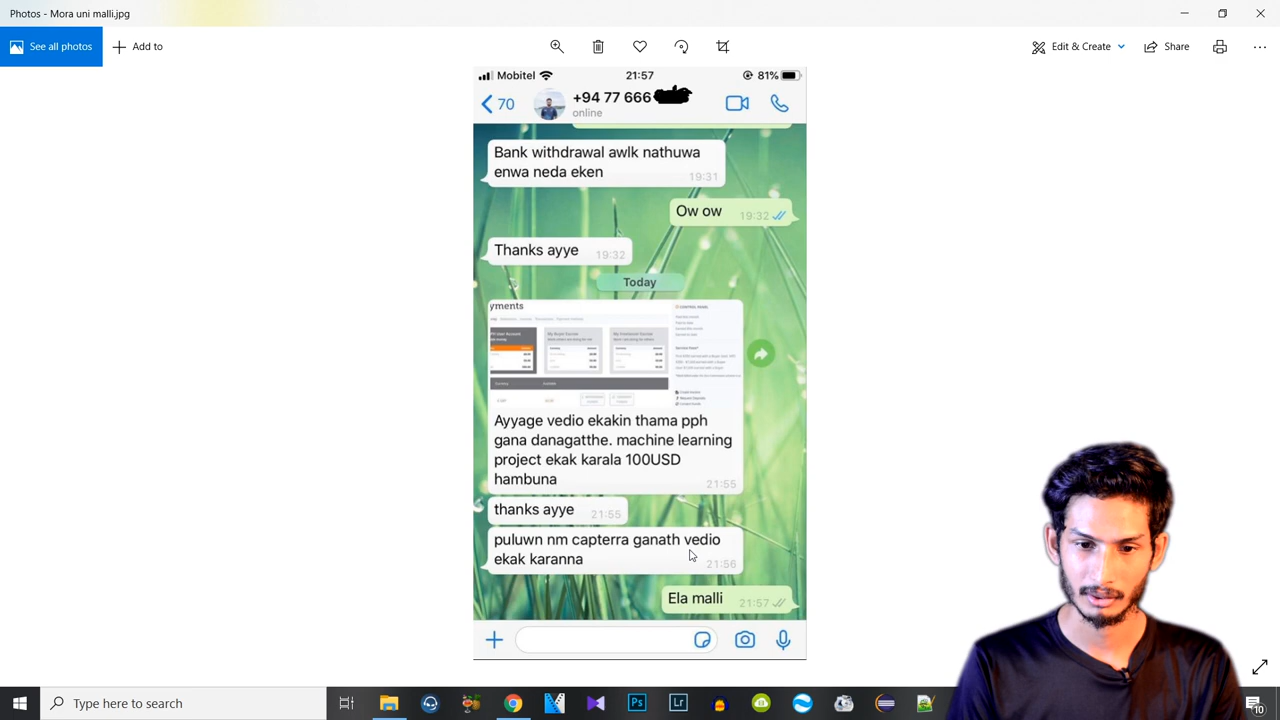 Photos - Mora uni malli.jpg
See all photos
Add to
Edit & Create
Share
Mobitel
21:57
81%
70
+94 77 666
online
Bank withdrawal awlk nathuwa
enwa neda eken
19:31
Ow ow
19:32
Thanks ayye
19:32
Today
yments
Ayyage vedio ekakin thama pph
gana danagatthe. machine learning
project ekak karala 100USD
hambuna
21:55
thanks ayye
21:55
puluwn nm capterra ganath vedio
ekak karanna
21:56
Ela malli
21:57
Type here to search
Ps
Lr
10